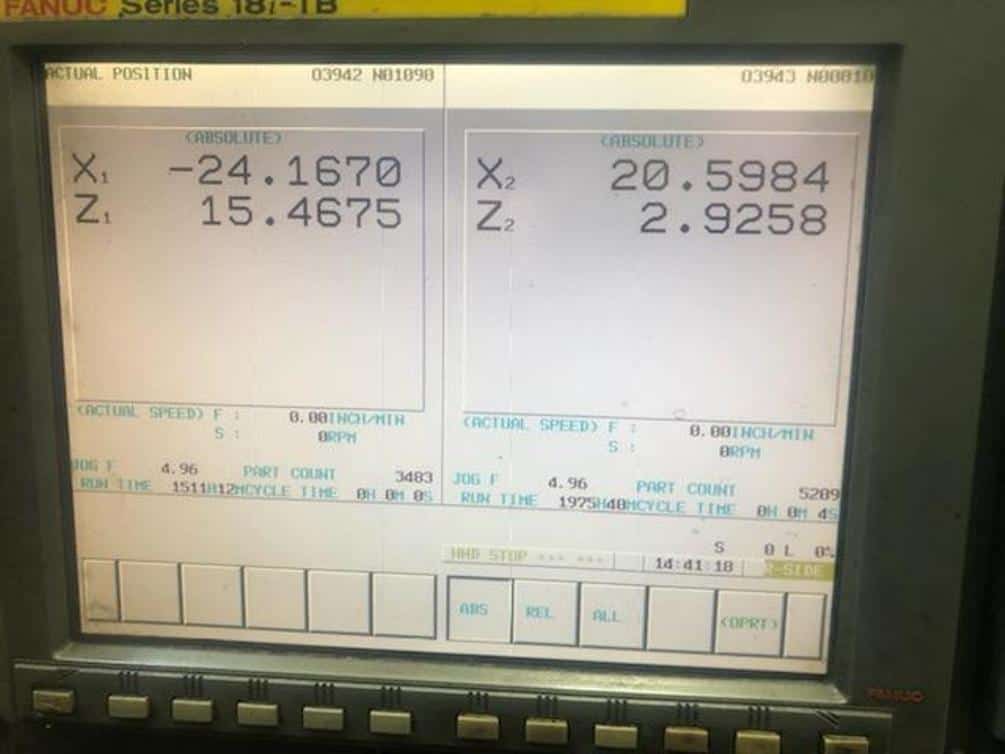 FANUC Series 18i-TB
ACTUAL POSITION O3942 N01090
(ABSOLUTE)
X1 -24.1670
Z1 15.4675
(ACTUAL SPEED) F : 0.00INCH/MIN
S : 0RPM
JOG F 4.96 PART COUNT 3483
RUN TIME 1511H12MCYCLE TIME 0H 0M 0S
O3943 N00010
(ABSOLUTE)
X2 20.5984
Z2 2.9258
(ACTUAL SPEED) F : 0.00INCH/MIN
S : 0RPM
JOG F 4.96 PART COUNT 5209
RUN TIME 1975H40MCYCLE TIME 0H 0M 4S
S 0 L 0%
HND STOP *** *** 14:41:18 -SIDE
ABS REL ALL (OPRT)
FANUC